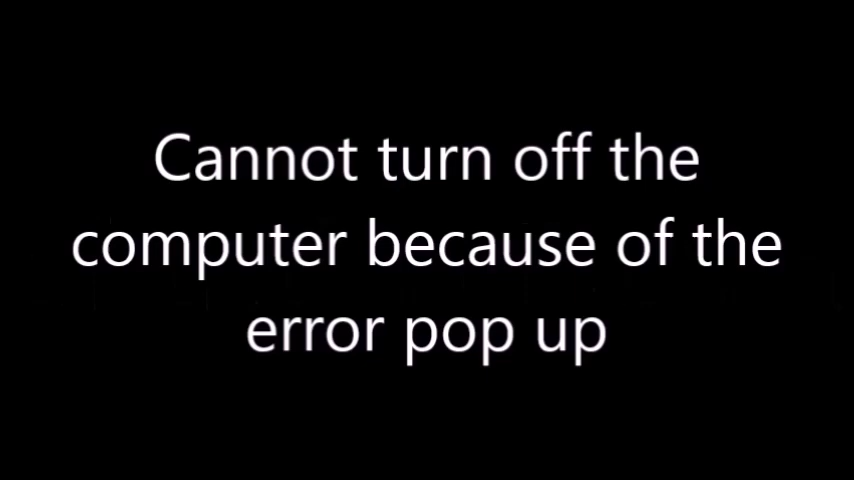 Cannot turn off the
computer because of the
error pop up